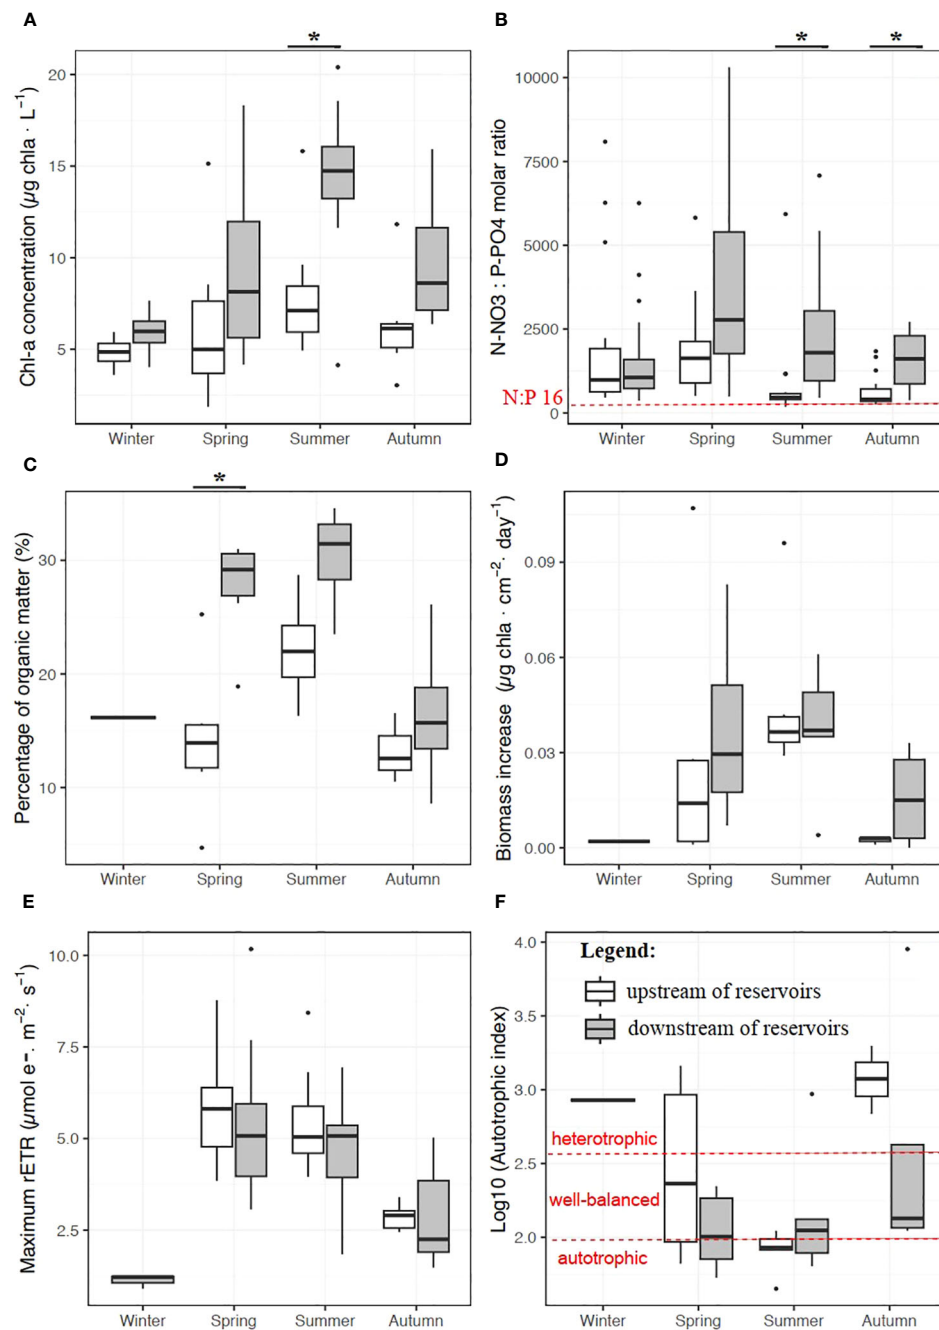 A
*
Chl-a concentration (µg chla · L⁻¹)
20
15
10
5
Winter Spring Summer Autumn
B
* *
N-NO3 : P-PO4 molar ratio
10000
7500
5000
2500
0
N:P 16
Winter Spring Summer Autumn
C
*
Percentage of organic matter (%)
30
20
10
Winter Spring Summer Autumn
D
Biomass increase (µg chla · cm⁻²· day⁻¹)
0.09
0.06
0.03
0.00
Winter Spring Summer Autumn
E
Maximum rETR (µmol e⁻. m⁻²· s⁻¹)
10.0
7.5
5.0
2.5
Winter Spring Summer Autumn
F
Log10 (Autotrophic index)
4.0
3.5
3.0
2.5
2.0
Legend:
upstream of reservoirs
downstream of reservoirs
heterotrophic
well-balanced
autotrophic
Winter Spring Summer Autumn